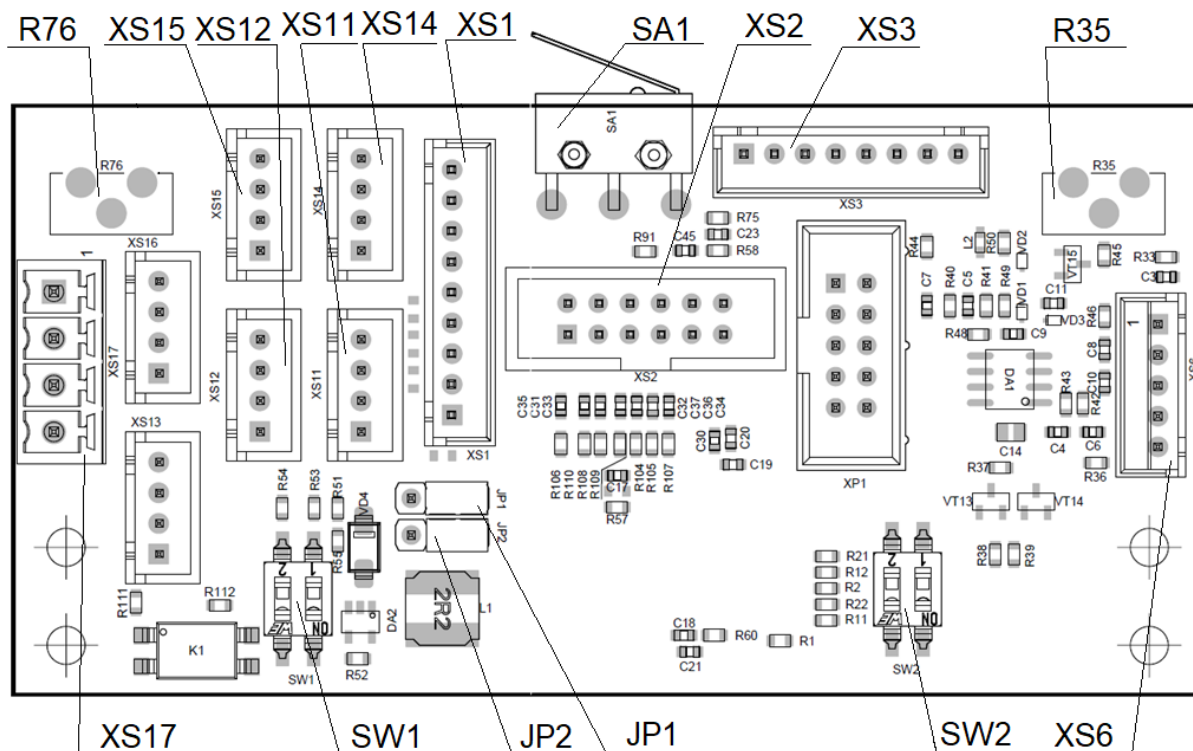 R76 XS15 XS12 XS11 XS14 XS1 SA1 XS2 XS3 R35
SA1
R76
R35
XS15
XS14
XS3
XS16
1
R75
C23
R58
R91
C45
R44
L2
R50
VD2
VT15
R45
R33
C3
C7
R40
C5
R41
R49
VD1
C11
VD3
R46
1
XS17
XS12
XS11
XS2
R48
C9
C8
C10
DA1
R43
R42
XS13
XS1
C35
C31
C33
C32
C37
C36
C34
C30
C20
C19
C14
C4
C6
R36
R37
XP1
R106
R110
R108
R109
C17
R104
R105
R107
R57
R54
R53
R51
VD4
JP1
JP2
R55
VT13
VT14
R38
R39
2 1
ON
2R2
L1
DA2
R52
SW1
R111
R112
K1
R21
R12
R2
R22
R11
2 1
ON
SW2
C18
R60
R1
C21
XS17 SW1 JP2 JP1 SW2 XS6